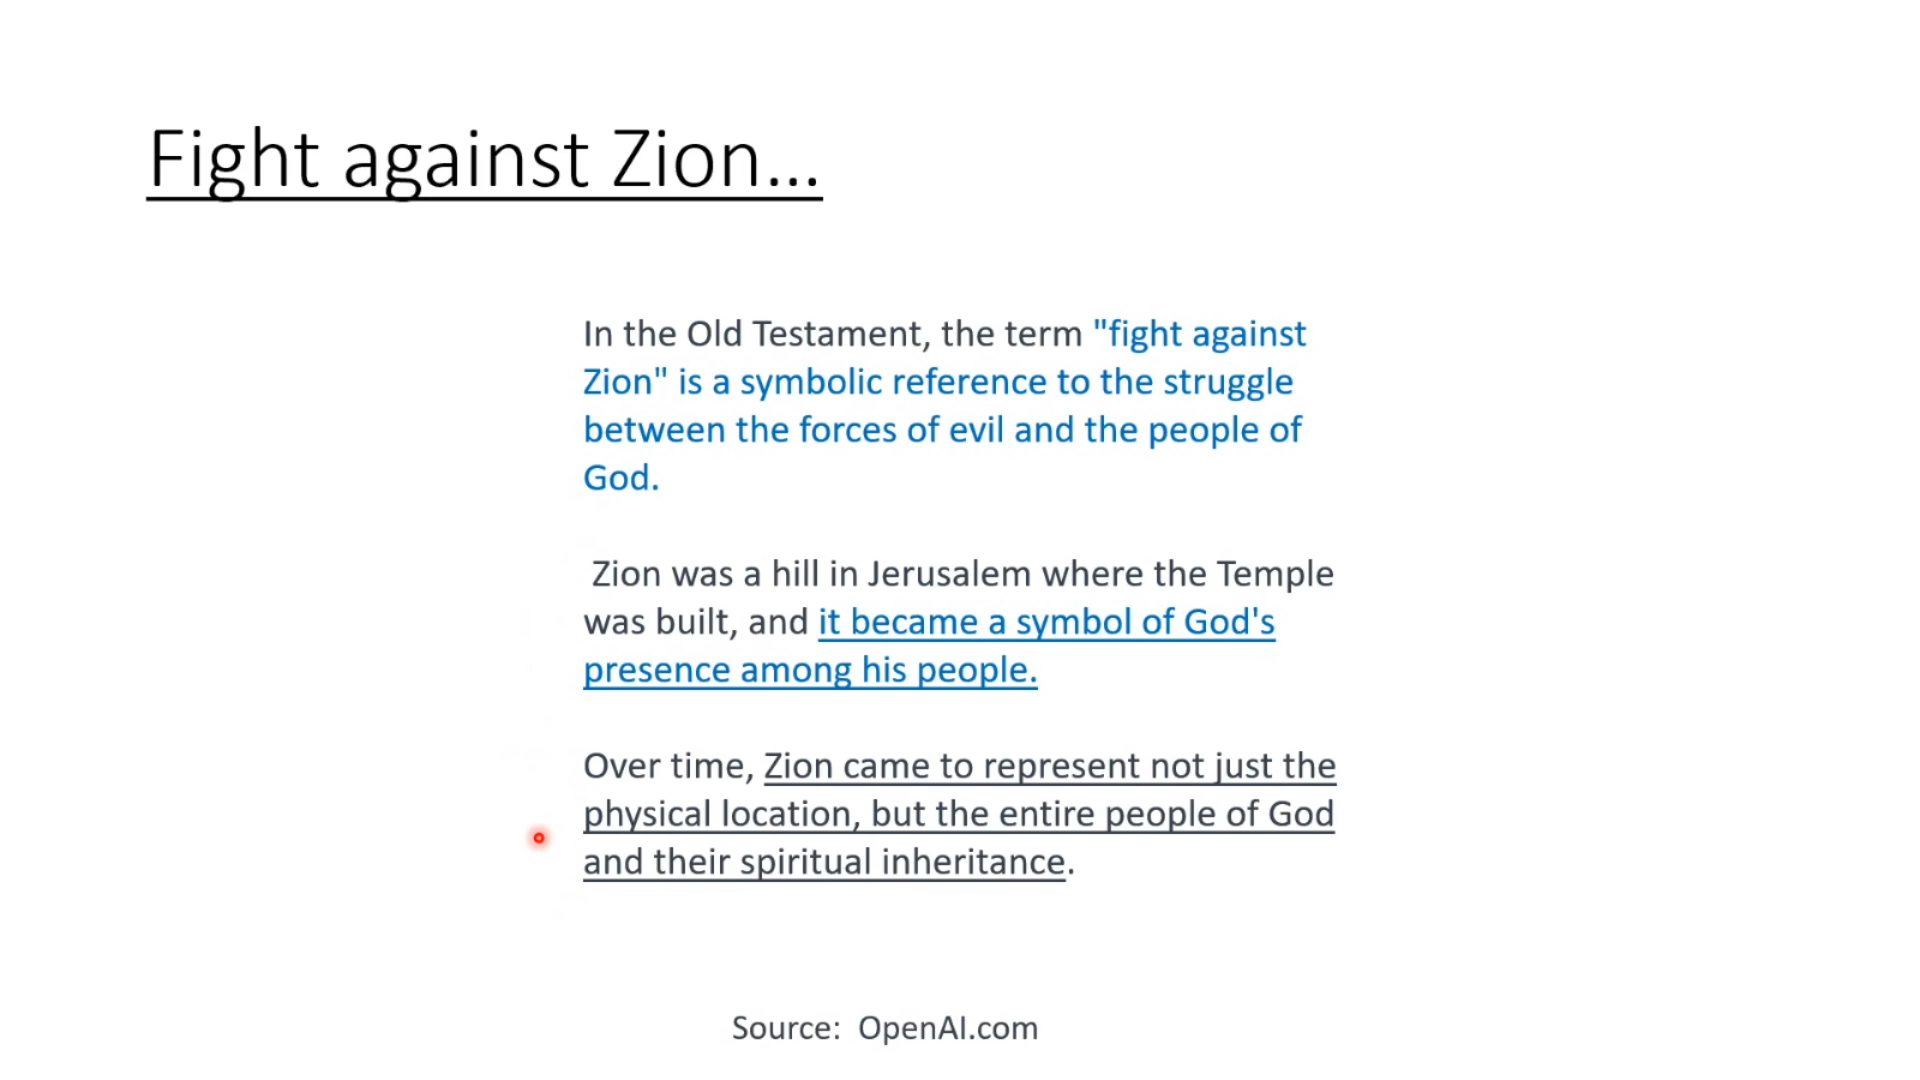 Fight against Zion...
In the Old Testament, the term "fight against
Zion" is a symbolic reference to the struggle
between the forces of evil and the people of
God.
Zion was a hill in Jerusalem where the Temple
was built, and it became a symbol of God's
presence among his people.
Over time, Zion came to represent not just the
physical location, but the entire people of God
and their spiritual inheritance.
Source: OpenAI.com